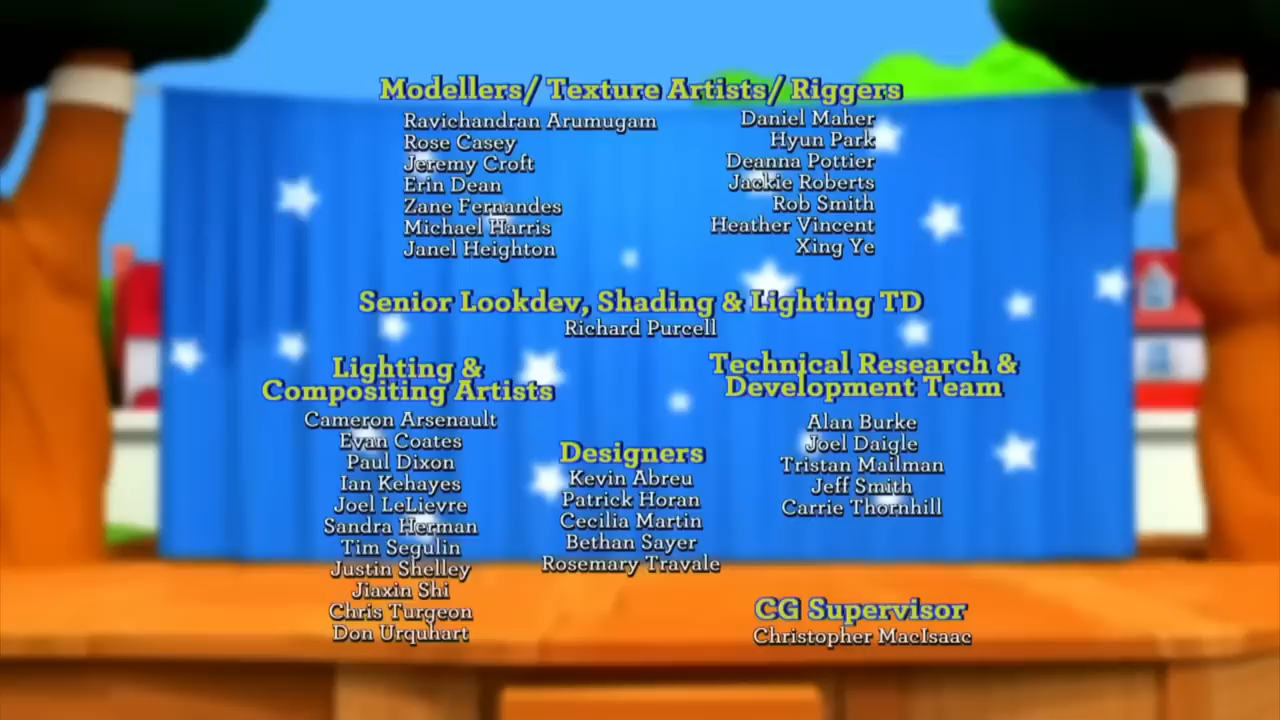 Modellers/ Texture Artists/ Riggers
Ravichandran Arumugam
Rose Casey
Jeremy Croft
Erin Dean
Zane Fernandes
Michael Harris
Janel Heighton
Daniel Maher
Hyun Park
Deanna Pottier
Jackie Roberts
Rob Smith
Heather Vincent
Xing Ye
Senior Lookdev, Shading & Lighting TD
Richard Purcell
Lighting &
Compositing Artists
Cameron Arsenault
Evan Coates
Paul Dixon
Ian Kehayes
Joel LeLievre
Sandra Herman
Tim Segulin
Justin Shelley
Jiaxin Shi
Chris Turgeon
Don Urquhart
Designers
Kevin Abreu
Patrick Horan
Cecilia Martin
Bethan Sayer
Rosemary Travale
Technical Research &
Development Team
Alan Burke
Joel Daigle
Tristan Mailman
Jeff Smith
Carrie Thornhill
CG Supervisor
Christopher MacIsaac